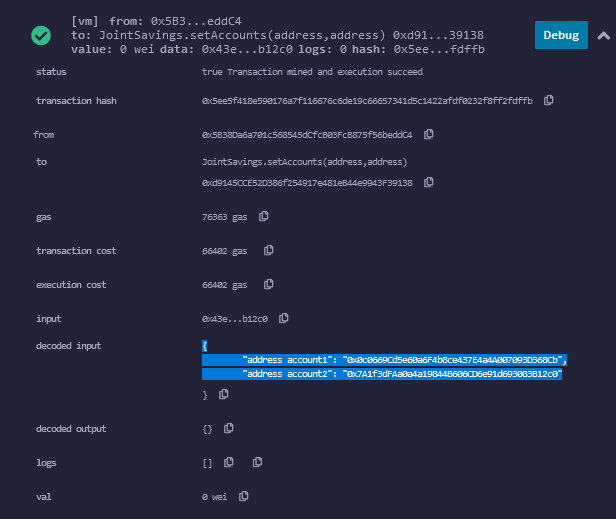 [vm] from: 0x5B3...eddC4
to: JointSavings.setAccounts(address,address) 0xd91...39138
value: 0 wei data: 0x43e...b12c0 logs: 0 hash: 0x5ee...fdffb
Debug
status true Transaction mined and execution succeed
transaction hash 0x5ee5f418e590176a7f116676c6de19c66657341d5c1422afdf0232f8ff2fdffb
from 0x5B38Da6a701c568545dCfcB03FcB875f56beddC4
to JointSavings.setAccounts(address,address)
0xd9145CCE52D386f254917e481eB44e9943F39138
gas 76363 gas
transaction cost 66402 gas
execution cost 66402 gas
input 0x43e...b12c0
decoded input {
"address account1": "0x0c0669Cd5e60a6F4b8ce437E4a4A007093D368Cb",
"address account2": "0x7A1f3dFAa0a4a19844B606CD6e91d693083B12c0"
}
decoded output {}
logs []
val 0 wei